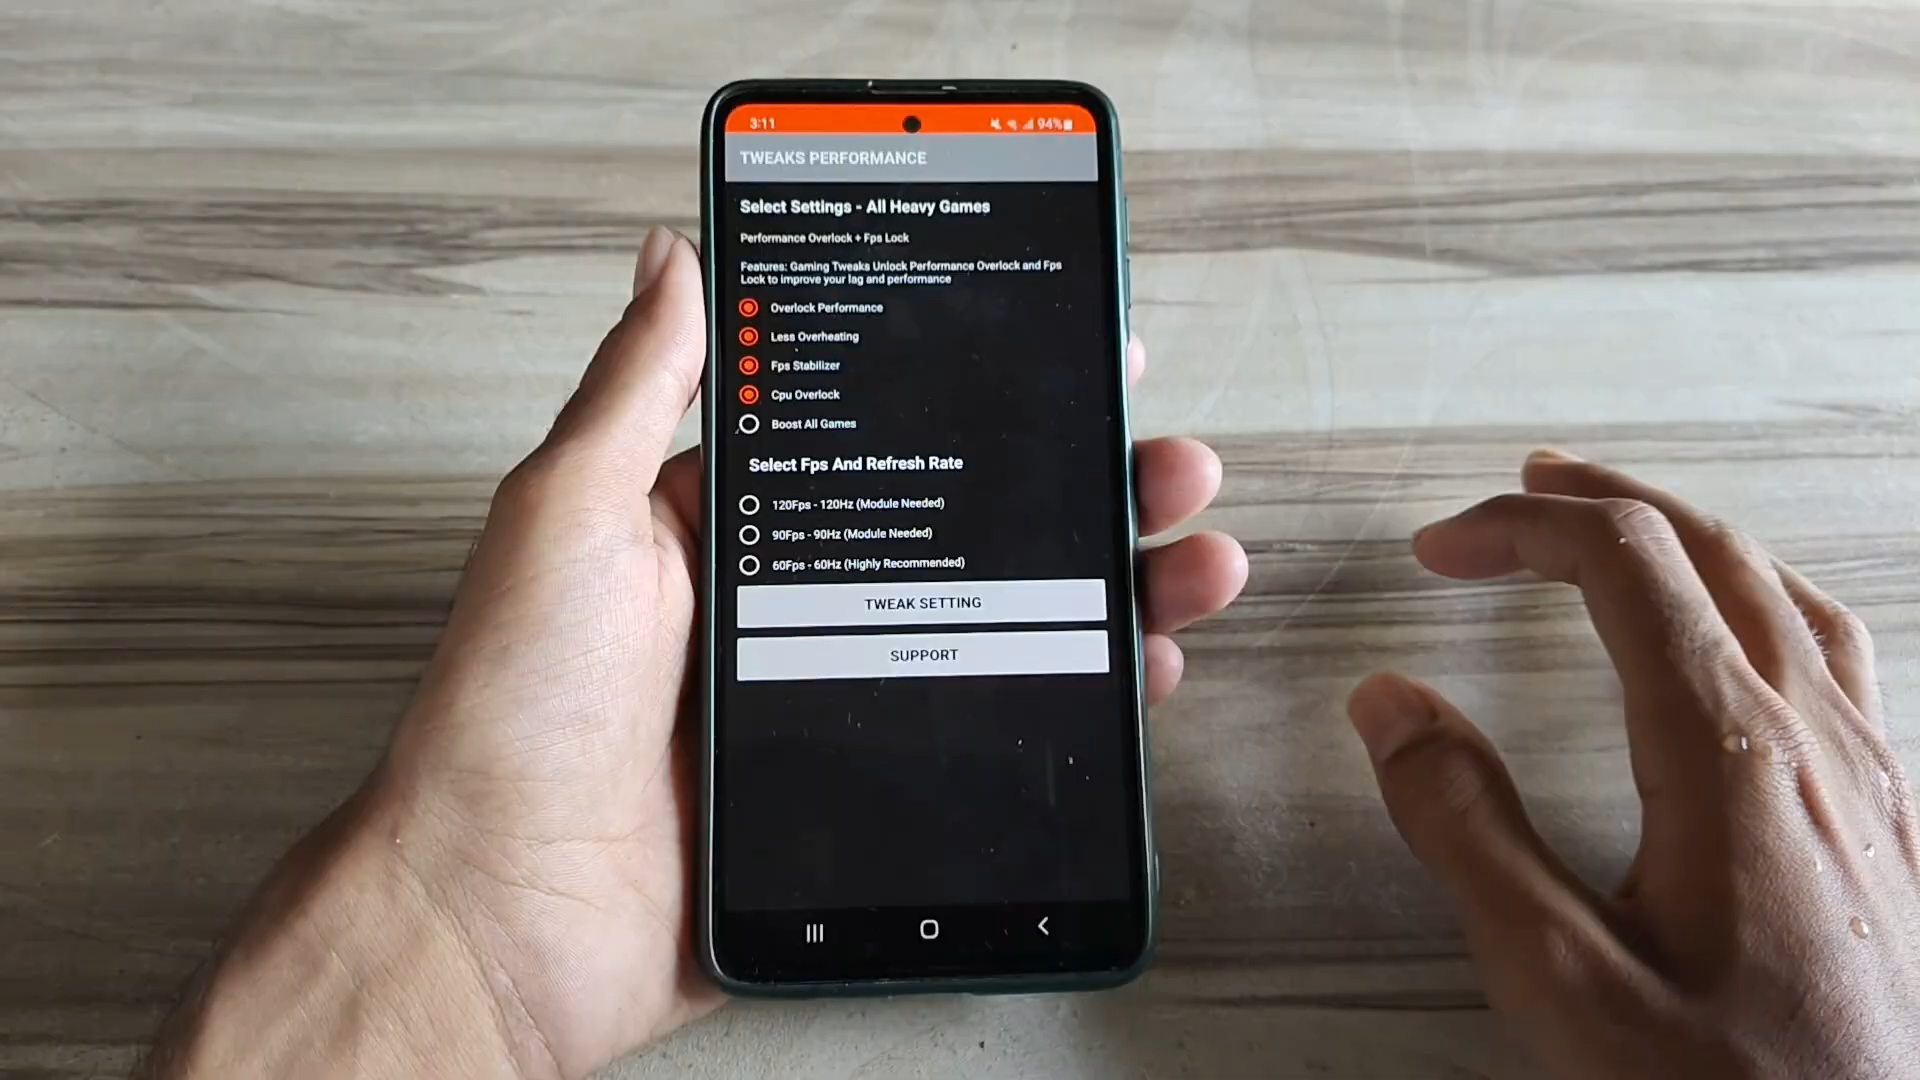 3:11 94%
TWEAKS PERFORMANCE
Select Settings - All Heavy Games
Performance Overlock + Fps Lock
Features: Gaming Tweaks Unlock Performance Overlock and Fps
Lock to improve your lag and performance
Overlock Performance
Less Overheating
Fps Stabilizer
Cpu Overlock
Boost All Games
Select Fps And Refresh Rate
120Fps - 120Hz (Module Needed)
90Fps - 90Hz (Module Needed)
60Fps - 60Hz (Highly Recommended)
TWEAK SETTING
SUPPORT